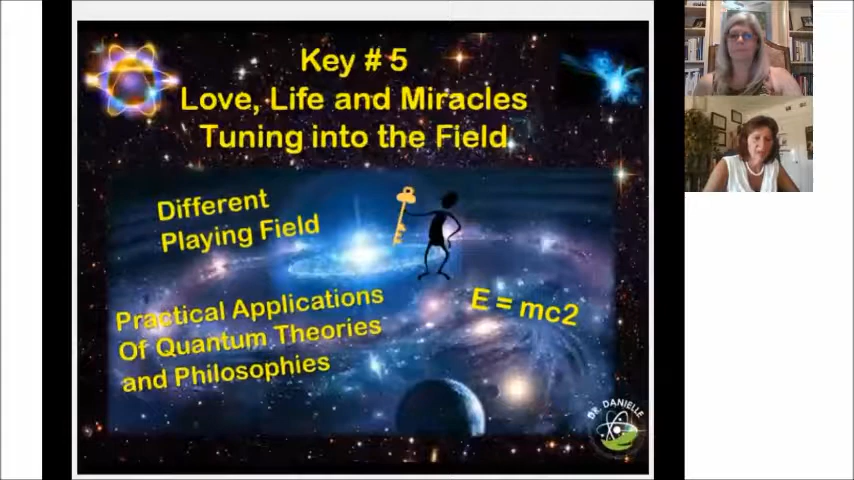 Key # 5
Love, Life and Miracles
Tuning into the Field
Different
Playing Field
Practical Applications
Of Quantum Theories
and Philosophies
E = mc2
DR. DANIELLE